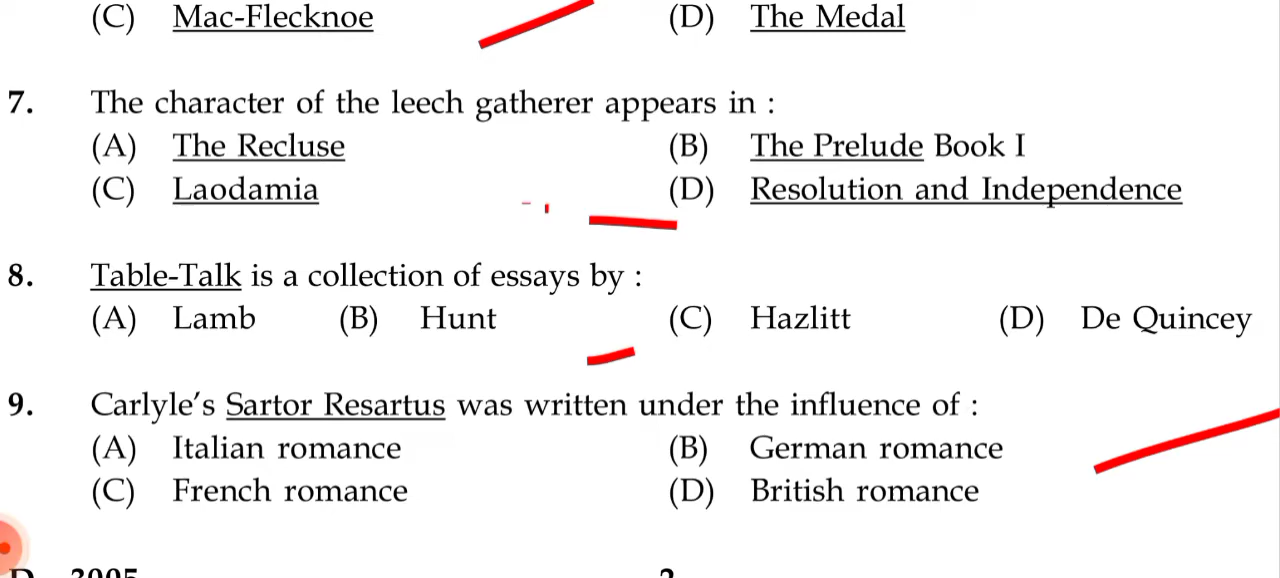 (C) Mac-Flecknoe (D) The Medal
7. The character of the leech gatherer appears in :
(A) The Recluse (B) The Prelude Book I
(C) Laodamia (D) Resolution and Independence
8. Table-Talk is a collection of essays by :
(A) Lamb (B) Hunt (C) Hazlitt (D) De Quincey
9. Carlyle's Sartor Resartus was written under the influence of :
(A) Italian romance (B) German romance
(C) French romance (D) British romance